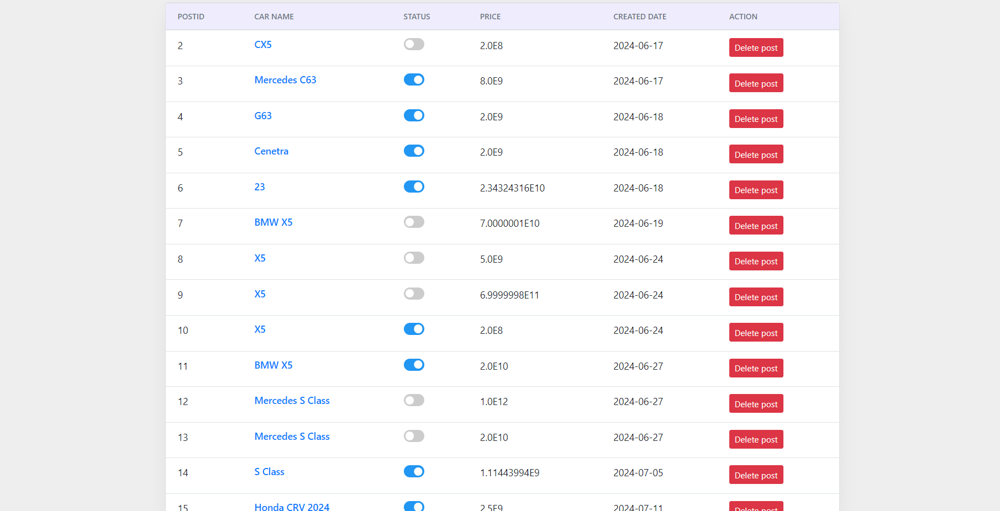 POSTID CAR NAME STATUS PRICE CREATED DATE ACTION
2 CX5 2.0E8 2024-06-17 Delete post
3 Mercedes C63 8.0E9 2024-06-17 Delete post
4 G63 2.0E9 2024-06-18 Delete post
5 Cenetra 2.0E9 2024-06-18 Delete post
6 23 2.34324316E10 2024-06-18 Delete post
7 BMW X5 7.0000001E10 2024-06-19 Delete post
8 X5 5.0E9 2024-06-24 Delete post
9 X5 6.9999998E11 2024-06-24 Delete post
10 X5 2.0E8 2024-06-24 Delete post
11 BMW X5 2.0E10 2024-06-27 Delete post
12 Mercedes S Class 1.0E12 2024-06-27 Delete post
13 Mercedes S Class 2.0E10 2024-06-27 Delete post
14 S Class 1.11443994E9 2024-07-05 Delete post
15 Honda CRV 2024 2.5E9 2024-07-11 Delete post